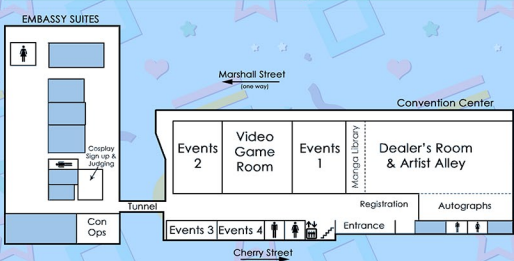 EMBASSY SUITES
Marshall Street
(one way)
Convention Center
Cosplay
Sign up &
Judging
Events
2
Video
Game
Room
Events
1
Manga Library
Dealer's Room
& Artist Alley
Tunnel
Registration
Autographs
Con
Ops
Events 3
Events 4
Entrance
Cherry Street